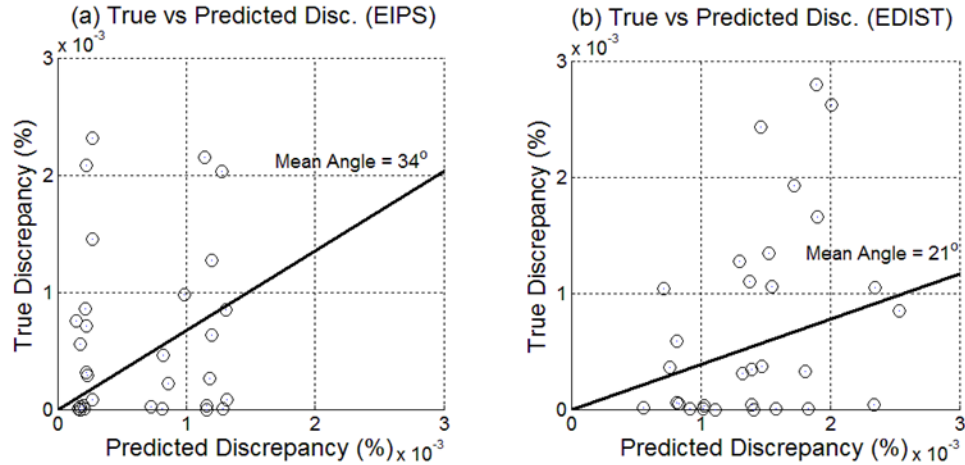 (a) True vs Predicted Disc. (EIPS)
x 10⁻³
3
2
1
0
True Discrepancy (%)
Mean Angle = 34°
0 1 2 3
Predicted Discrepancy (%) x 10⁻³
(b) True vs Predicted Disc. (EDIST)
x 10⁻³
3
2
1
0
True Discrepancy (%)
Mean Angle = 21°
0 1 2 3
Predicted Discrepancy (%) x 10⁻³